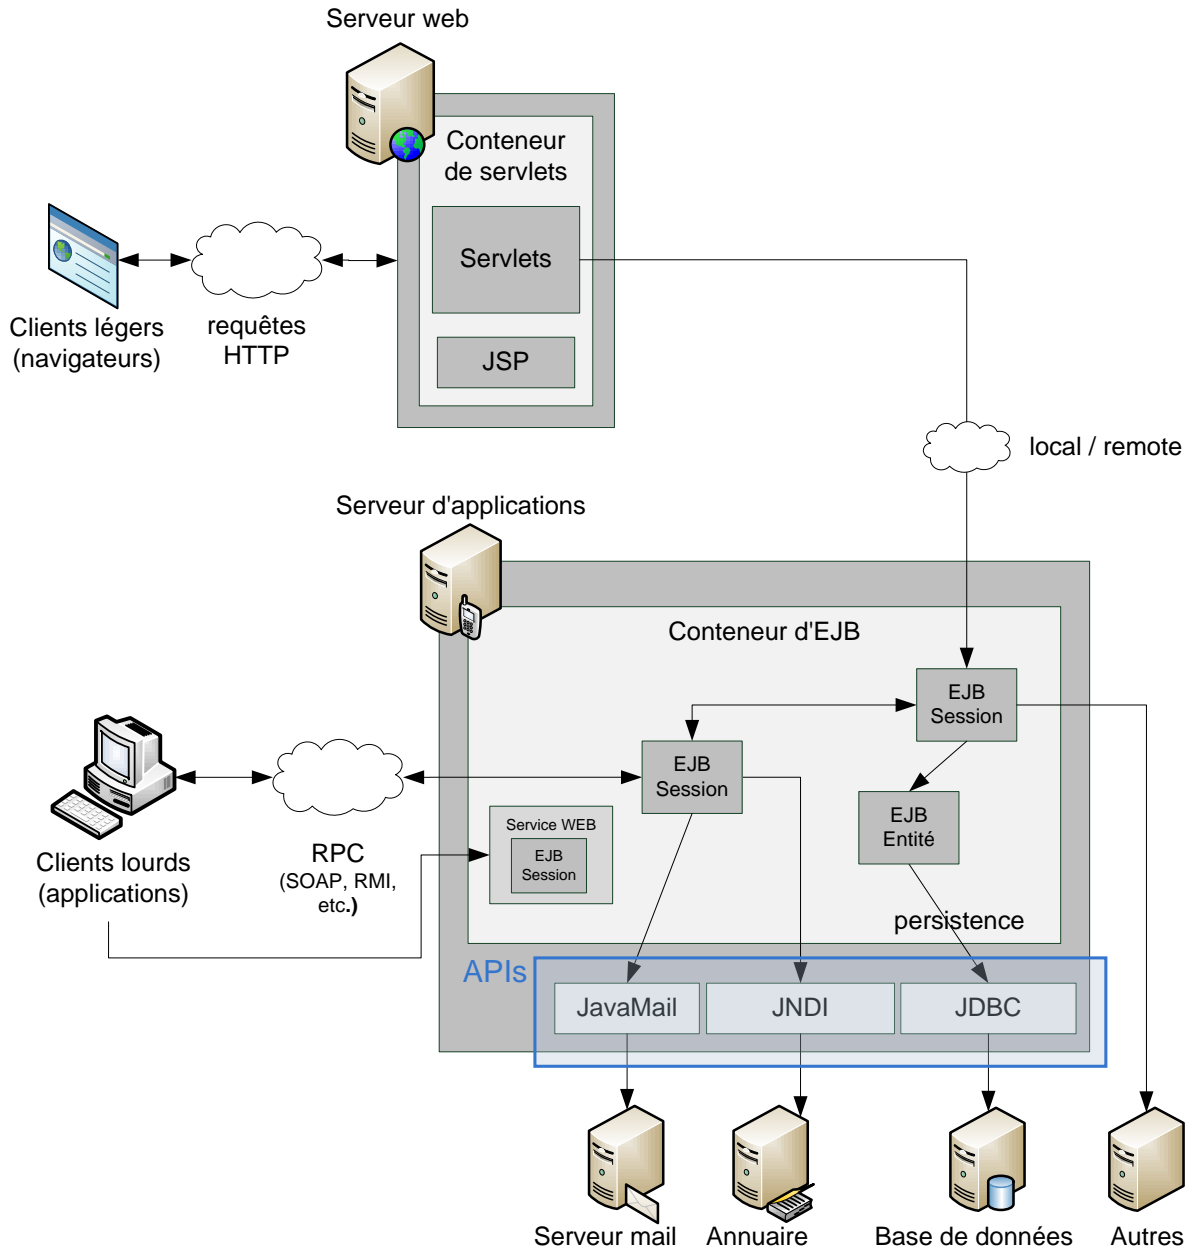 Serveur web
Conteneur
de servlets
Servlets
JSP
Clients légers
(navigateurs)
requêtes
HTTP
local / remote
Serveur d'applications
Conteneur d'EJB
EJB
Session
EJB
Session
EJB
Entité
Service WEB
EJB
Session
Clients lourds
(applications)
RPC
(SOAP, RMI,
etc.)
persistence
APIs
JavaMail
JNDI
JDBC
Serveur mail
Annuaire
Base de données
Autres